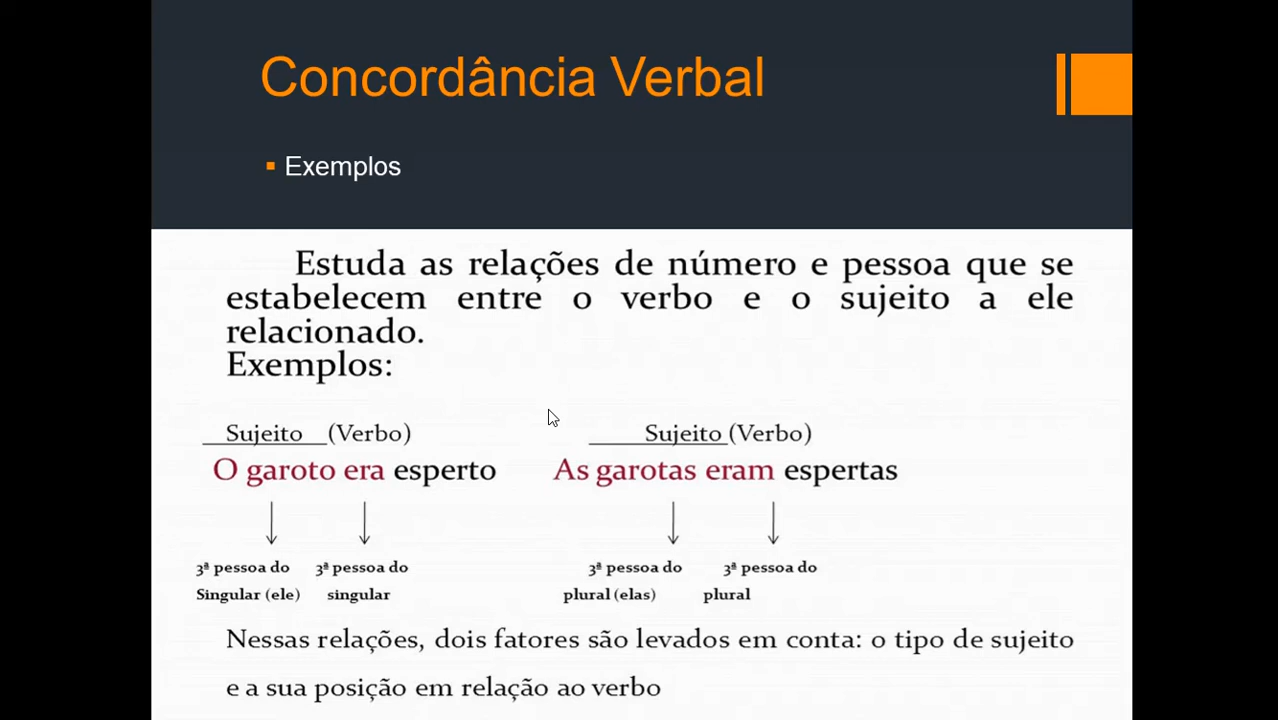 Concordância Verbal
Exemplos
Estuda as relações de número e pessoa que se
estabelecem entre o verbo e o sujeito a ele
relacionado.
Exemplos:
Sujeito (Verbo) Sujeito (Verbo)
O garoto era esperto As garotas eram espertas
3ª pessoa do 3ª pessoa do 3ª pessoa do 3ª pessoa do
Singular (ele) singular plural (elas) plural
Nessas relações, dois fatores são levados em conta: o tipo de sujeito
e a sua posição em relação ao verbo